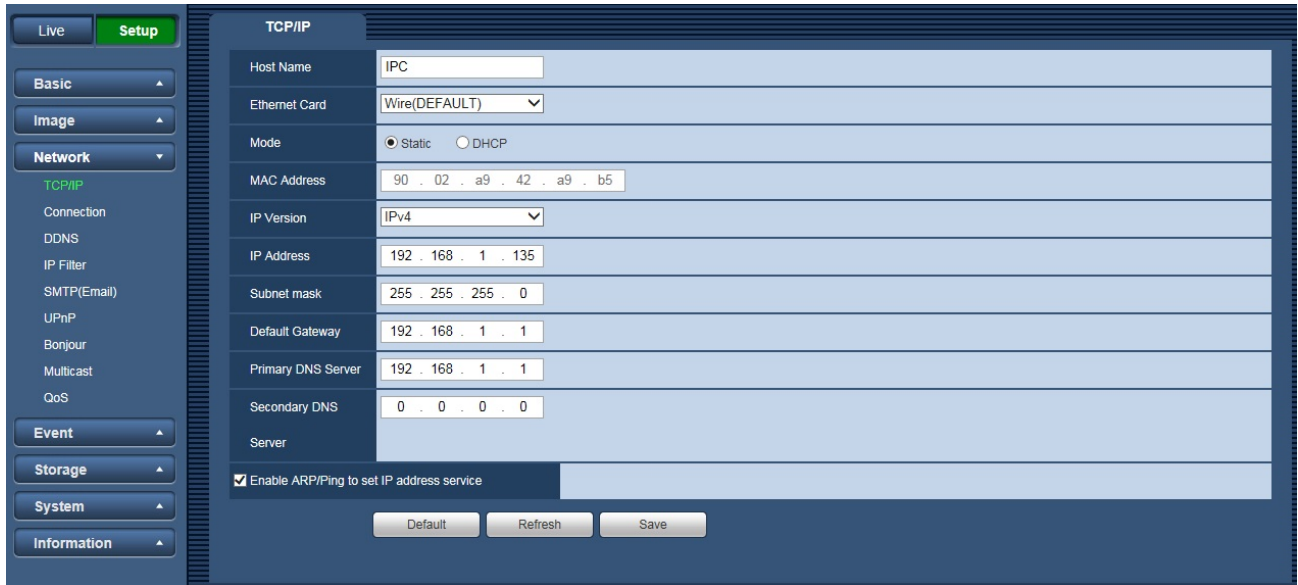 Live Setup
Basic
Image
Network
TCP/IP
Connection
DDNS
IP Filter
SMTP(Email)
UPnP
Bonjour
Multicast
QoS
Event
Storage
System
Information
TCP/IP
Host Name IPC
Ethernet Card Wire(DEFAULT)
Mode Static DHCP
MAC Address 90 . 02 . a9 . 42 . a9 . b5
IP Version IPv4
IP Address 192 . 168 . 1 . 135
Subnet mask 255 . 255 . 255 . 0
Default Gateway 192 . 168 . 1 . 1
Primary DNS Server 192 . 168 . 1 . 1
Secondary DNS 0 . 0 . 0 . 0
Server
Enable ARP/Ping to set IP address service
Default Refresh Save